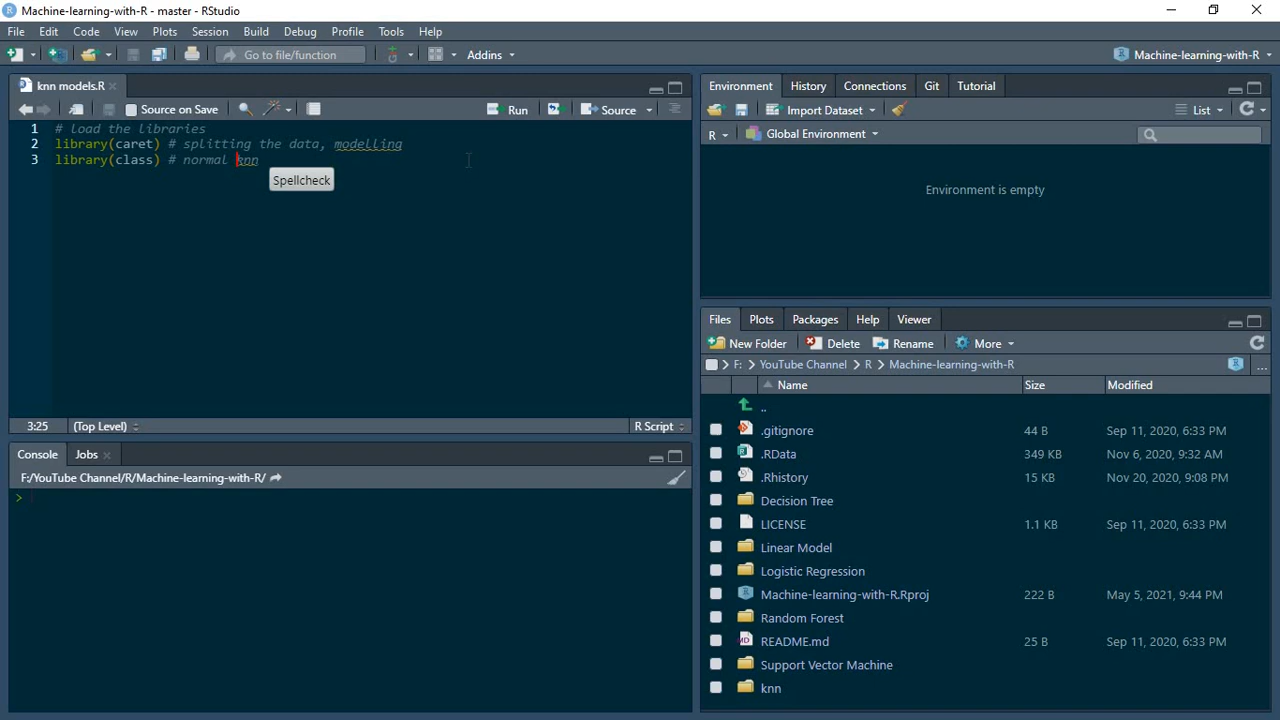 Machine-learning-with-R - master - RStudio
File Edit Code View Plots Session Build Debug Profile Tools Help
Go to file/function Addins Machine-learning-with-R
knn models.R
Source on Save Run Source
1 # load the libraries
2 library(caret) # splitting the data, modelling
3 library(class) # normal knn
Spellcheck
3:25 (Top Level) R Script
Console Jobs
F:/YouTube Channel/R/Machine-learning-with-R/
>
Environment History Connections Git Tutorial
Import Dataset List
R Global Environment
Environment is empty
Files Plots Packages Help Viewer
New Folder Delete Rename More
F: YouTube Channel R Machine-learning-with-R ...
Name Size Modified
..
.gitignore 44 B Sep 11, 2020, 6:33 PM
.RData 349 KB Nov 6, 2020, 9:32 AM
.Rhistory 15 KB Nov 20, 2020, 9:08 PM
Decision Tree
LICENSE 1.1 KB Sep 11, 2020, 6:33 PM
Linear Model
Logistic Regression
Machine-learning-with-R.Rproj 222 B May 5, 2021, 9:44 PM
Random Forest
README.md 25 B Sep 11, 2020, 6:33 PM
Support Vector Machine
knn